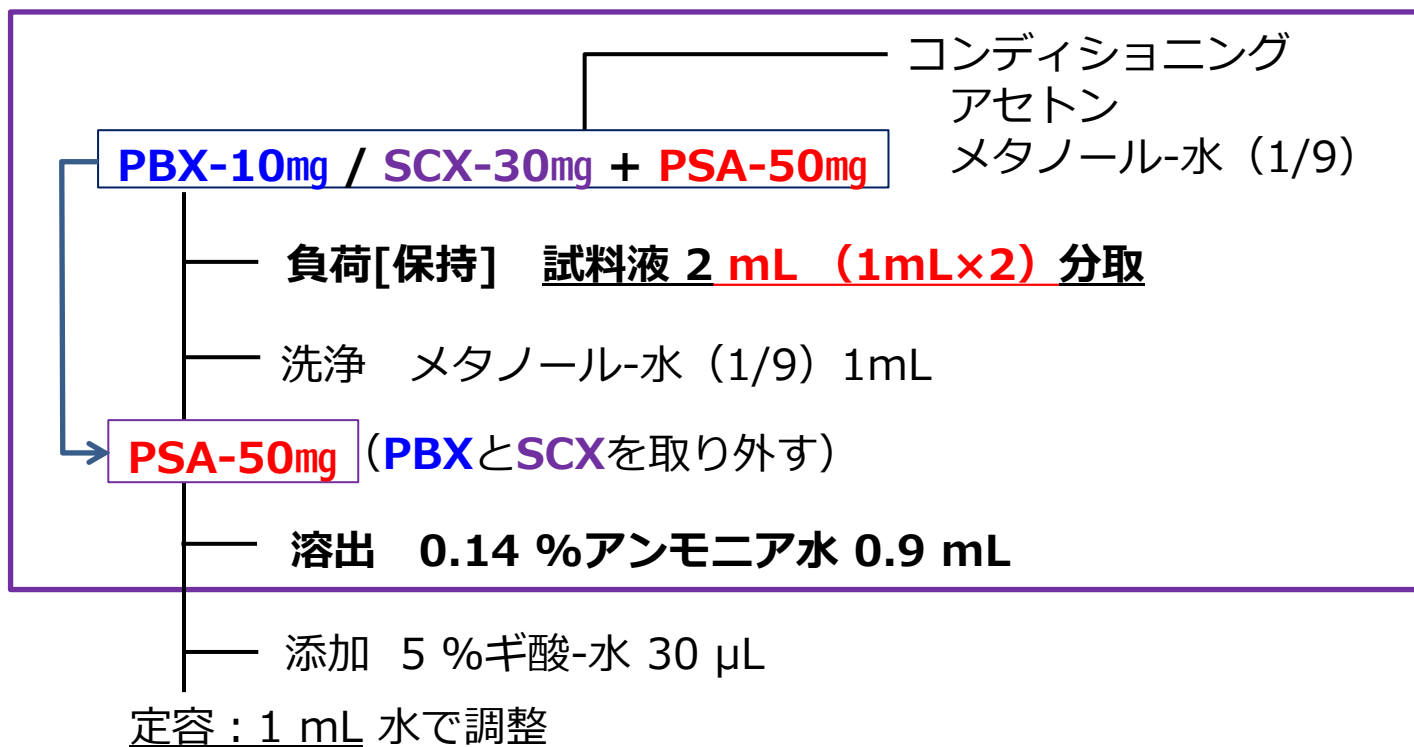 コンディショニング
アセトン
メタノール-水（1/9）
PBX-10㎎ / SCX-30㎎ + PSA-50㎎
負荷[保持]　試料液 2 mL （1mL×2）分取
洗浄　メタノール-水（1/9）1mL
PSA-50㎎（PBXとSCXを取り外す）
溶出　0.14 %アンモニア水 0.9 mL
添加 5 %ギ酸-水 30 μL
定容：1 mL 水で調整